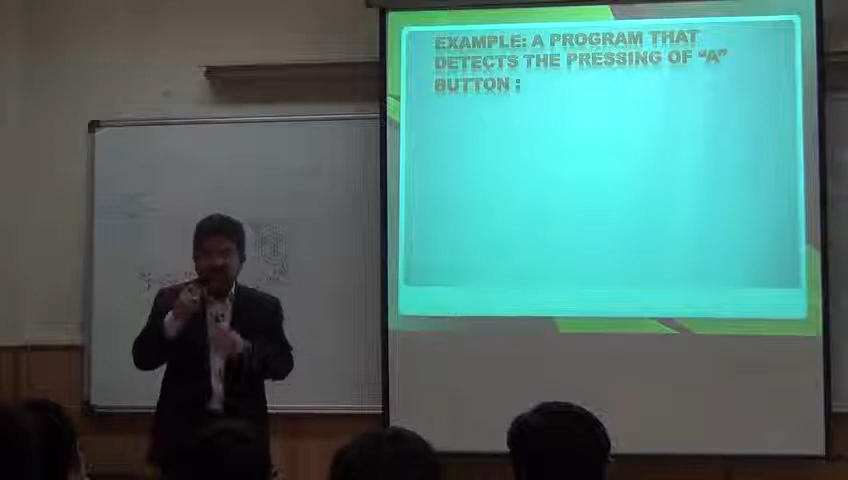 EXAMPLE: A PROGRAM THAT
DETECTS THE PRESSING OF “A”
BUTTON :